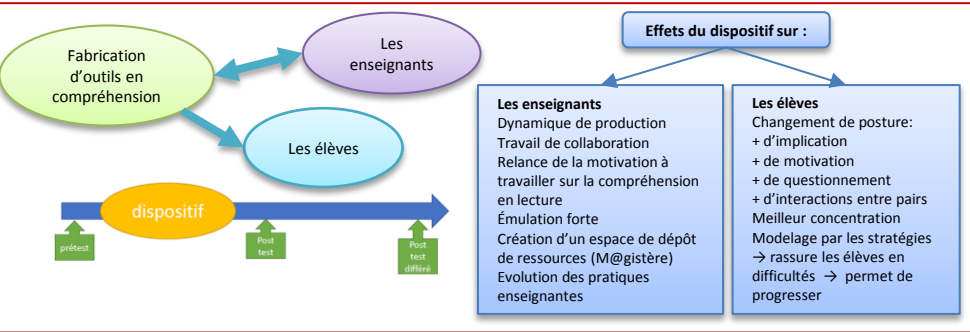 Fabrication
d'outils en
compréhension
Les
enseignants
Les élèves
dispositif
prétest
Post
test
Post
test
différé
Effets du dispositif sur :
Les enseignants
Dynamique de production
Travail de collaboration
Relance de la motivation à
travailler sur la compréhension
en lecture
Émulation forte
Création d'un espace de dépôt
de ressources (M@gistère)
Evolution des pratiques
enseignantes
Les élèves
Changement de posture:
+ d'implication
+ de motivation
+ de questionnement
+ d'interactions entre pairs
Meilleur concentration
Modelage par les stratégies
→ rassure les élèves en
difficultés → permet de
progresser